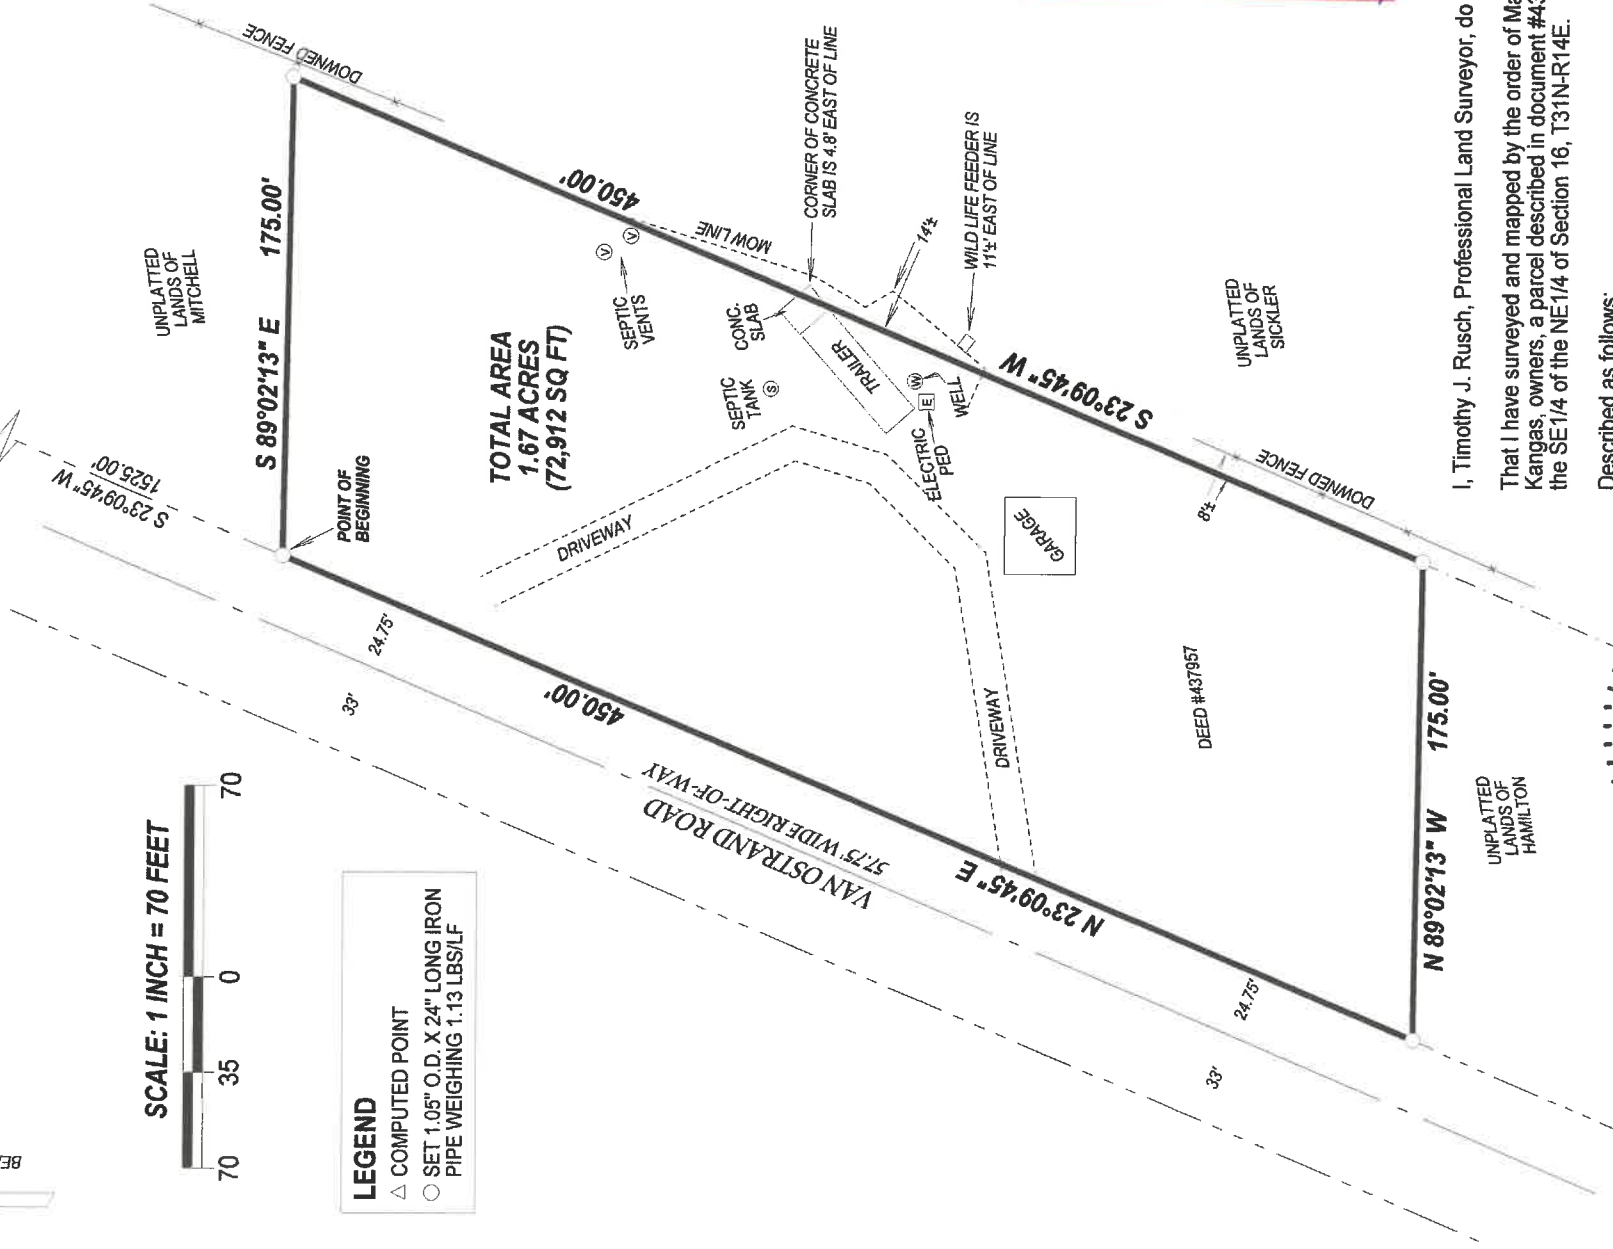 BE
S 23°09'45" W
1525.00'
S 89°02'13" E 175.00'
DOWNED FENCE
DOWNED FENCE
UNPLATTED
LANDS OF
MITCHELL
POINT OF
BEGINNING
TOTAL AREA
1.67 ACRES
(72,912 SQ FT)
SCALE: 1 INCH = 70 FEET
70 35 0 70
LEGEND
△ COMPUTED POINT
○ SET 1.05" O.D. X 24" LONG IRON
PIPE WEIGHING 1.13 LBS/LF
24.75'
33'
450.00'
450.00'
DRIVEWAY
SEPTIC
VENTS
V
V
MOW LINE
CORNER OF CONCRETE
SLAB IS 4.8' EAST OF LINE
CONC.
SLAB
SEPTIC
TANK
S
TRAILER
14'±
WILD LIFE FEEDER IS
11'± EAST OF LINE
W
WELL
E
ELECTRIC
PED
S 23°09'45" W
UNPLATTED
LANDS OF
SICKLER
GARAGE
DOWNED FENCE
8'±
VAN OSTRAND ROAD
57.75' WIDE RIGHT-OF-WAY
DRIVEWAY
N 23°09'45" E
DEED #437957
24.75'
33'
N 89°02'13" W 175.00'
UNPLATTED
LANDS OF
HAMILTON
I, Timothy J. Rusch, Professional Land Surveyor, do
That I have surveyed and mapped by the order of Ma
Kangas, owners, a parcel described in document #43
the SE1/4 of the NE1/4 of Section 16, T31N-R14E.
Described as follows: